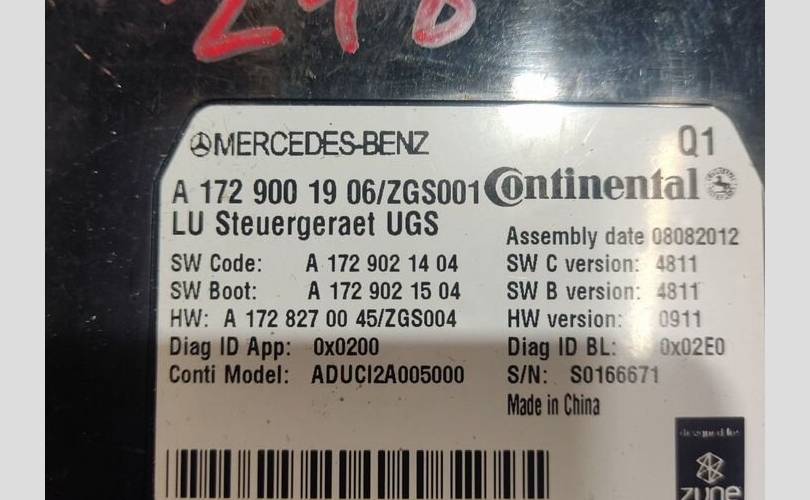 MERCEDES-BENZ Q1
A 172 900 19 06/ZGS001 Continental
LU Steuergeraet UGS
Assembly date 08082012
SW Code: A 172 902 14 04 SW C version: 4811
SW Boot: A 172 902 15 04 SW B version: 4811
HW: A 172 827 00 45/ZGS004 HW version: 0911
Diag ID App: 0x0200 Diag ID BL: 0x02E0
Conti Model: ADUCI2A005000 S/N: S0166671
Made in China
designed for